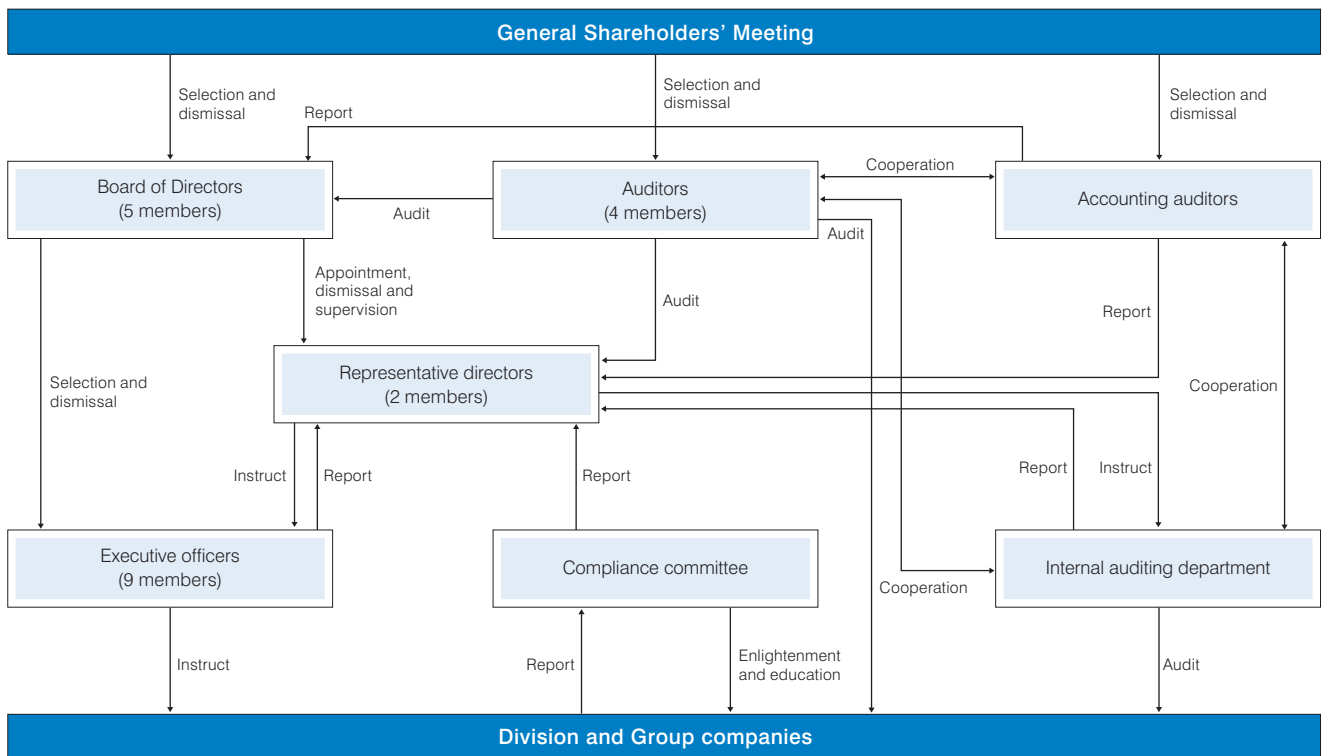 General Shareholders’ Meeting
Selection and
dismissal
Selection and
dismissal
Selection and
dismissal
Report
Cooperation
Board of Directors
(5 members)
Auditors
(4 members)
Accounting auditors
Audit
Audit
Appointment,
dismissal and
supervision
Audit
Report
Representative directors
(2 members)
Selection and
dismissal
Cooperation
Instruct
Report
Report
Report
Instruct
Executive officers
(9 members)
Compliance committee
Internal auditing department
Cooperation
Instruct
Report
Enlightenment
and education
Audit
Division and Group companies